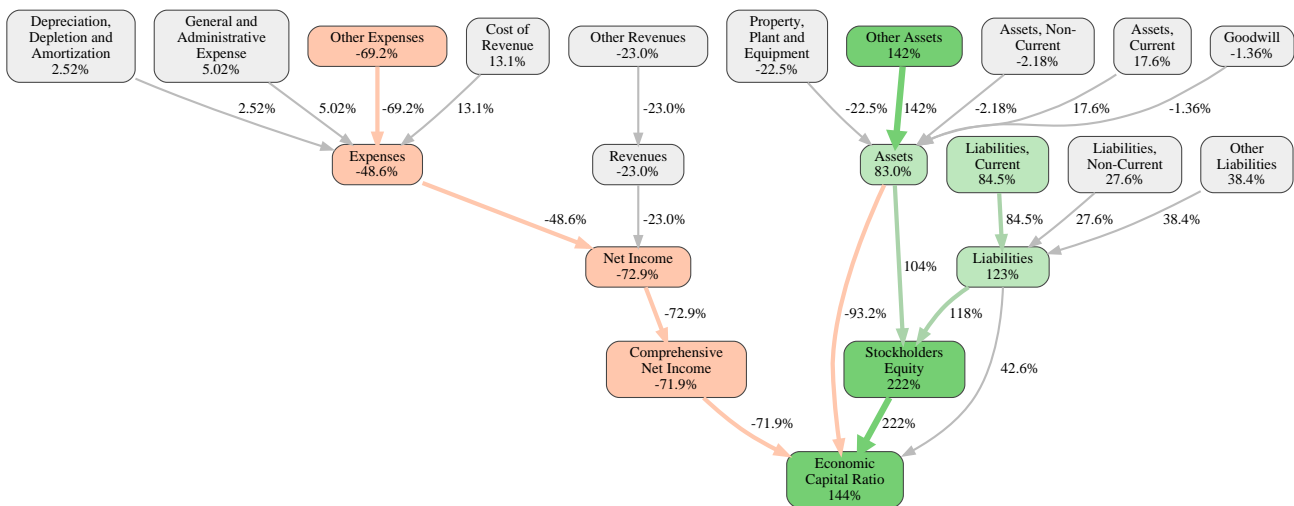 Depreciation,
Depletion and
Amortization
2.52%
General and
Administrative
Expense
5.02%
Other Expenses
-69.2%
Cost of
Revenue
13.1%
Other Revenues
-23.0%
Property,
Plant and
Equipment
-22.5%
Other Assets
142%
Assets, Non-
Current
-2.18%
Assets,
Current
17.6%
Goodwill
-1.36%
2.52%
5.02%
-69.2%
13.1%
-23.0%
-22.5%
142%
-2.18%
17.6%
-1.36%
Expenses
-48.6%
Revenues
-23.0%
Assets
83.0%
Liabilities,
Current
84.5%
Liabilities,
Non-Current
27.6%
Other
Liabilities
38.4%
-48.6%
-23.0%
84.5%
27.6%
38.4%
Net Income
-72.9%
104%
Liabilities
123%
-72.9%
-93.2%
118%
Comprehensive
Net Income
-71.9%
Stockholders
Equity
222%
42.6%
-71.9%
222%
Economic
Capital Ratio
144%